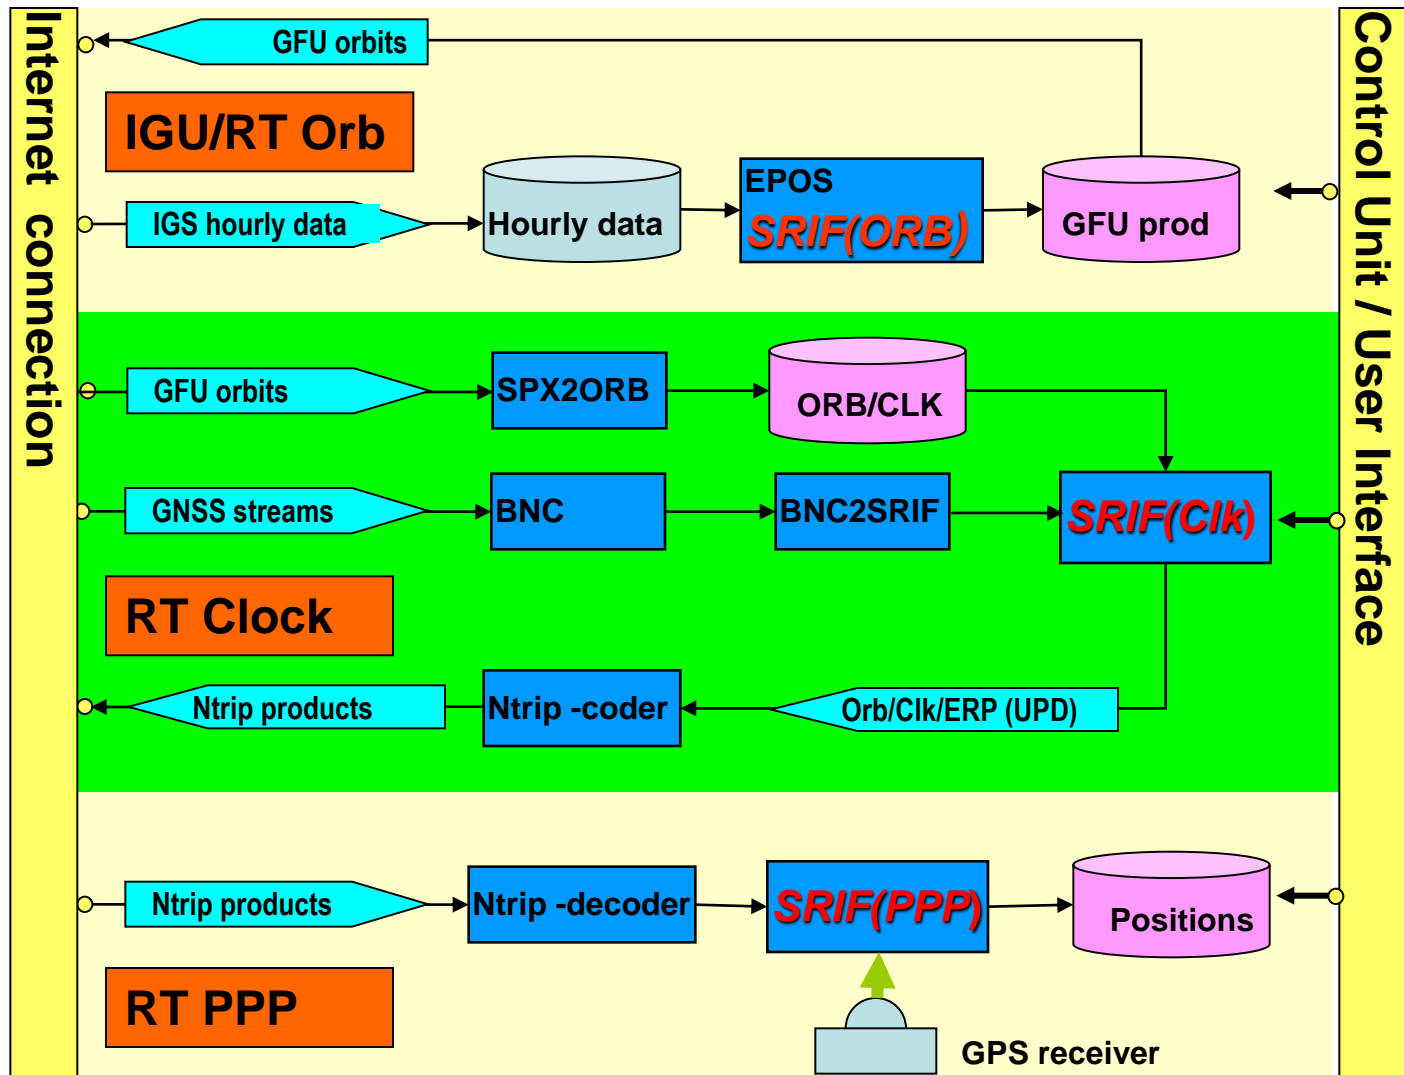 Internet connection
GFU orbits
IGU/RT Orb
IGS hourly data
Hourly data
EPOS
SRIF(ORB)
GFU prod
GFU orbits
SPX2ORB
ORB/CLK
GNSS streams
BNC
BNC2SRIF
SRIF(Clk)
RT Clock
Ntrip products
Ntrip -coder
Orb/Clk/ERP (UPD)
Ntrip products
Ntrip -decoder
SRIF(PPP)
Positions
RT PPP
GPS receiver
Control Unit / User Interface